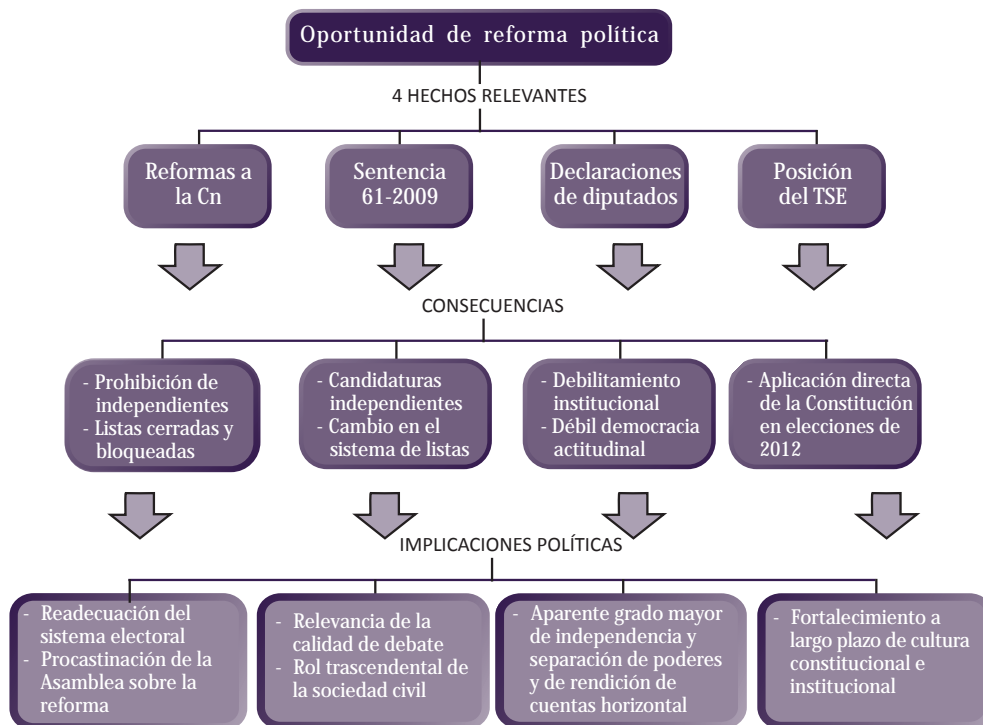 Oportunidad de reforma política
4 HECHOS RELEVANTES
Reformas a
la Cn
Sentencia
61-2009
Declaraciones
de diputados
Posición
del TSE
CONSECUENCIAS
- Prohibición de
independientes
- Listas cerradas y
bloqueadas
- Candidaturas
independientes
- Cambio en el
sistema de listas
- Debilitamiento
institucional
- Débil democracia
actitudinal
- Aplicación directa
de la Constitución
en elecciones de
2012
IMPLICACIONES POLÍTICAS
- Readecuación del
sistema electoral
- Procastinación de la
Asamblea sobre la
reforma
- Relevancia de la
calidad de debate
- Rol trascendental de
la sociedad civil
- Aparente grado mayor
de independencia y
separación de poderes
y de rendición de
cuentas horizontal
- Fortalecimiento a
largo plazo de cultura
constitucional e
institucional